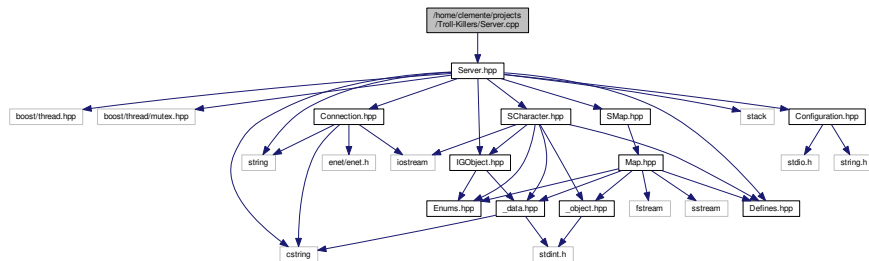 /home/clemente/projects
/Troll-Killers/Server.cpp
Server.hpp
boost/thread.hpp
boost/thread/mutex.hpp
Connection.hpp
SCharacter.hpp
SMap.hpp
stack
Configuration.hpp
string
enet/enet.h
iostream
IGObject.hpp
Map.hpp
stdio.h
string.h
Enums.hpp
_data.hpp
_object.hpp
fstream
sstream
Defines.hpp
cstring
stdint.h